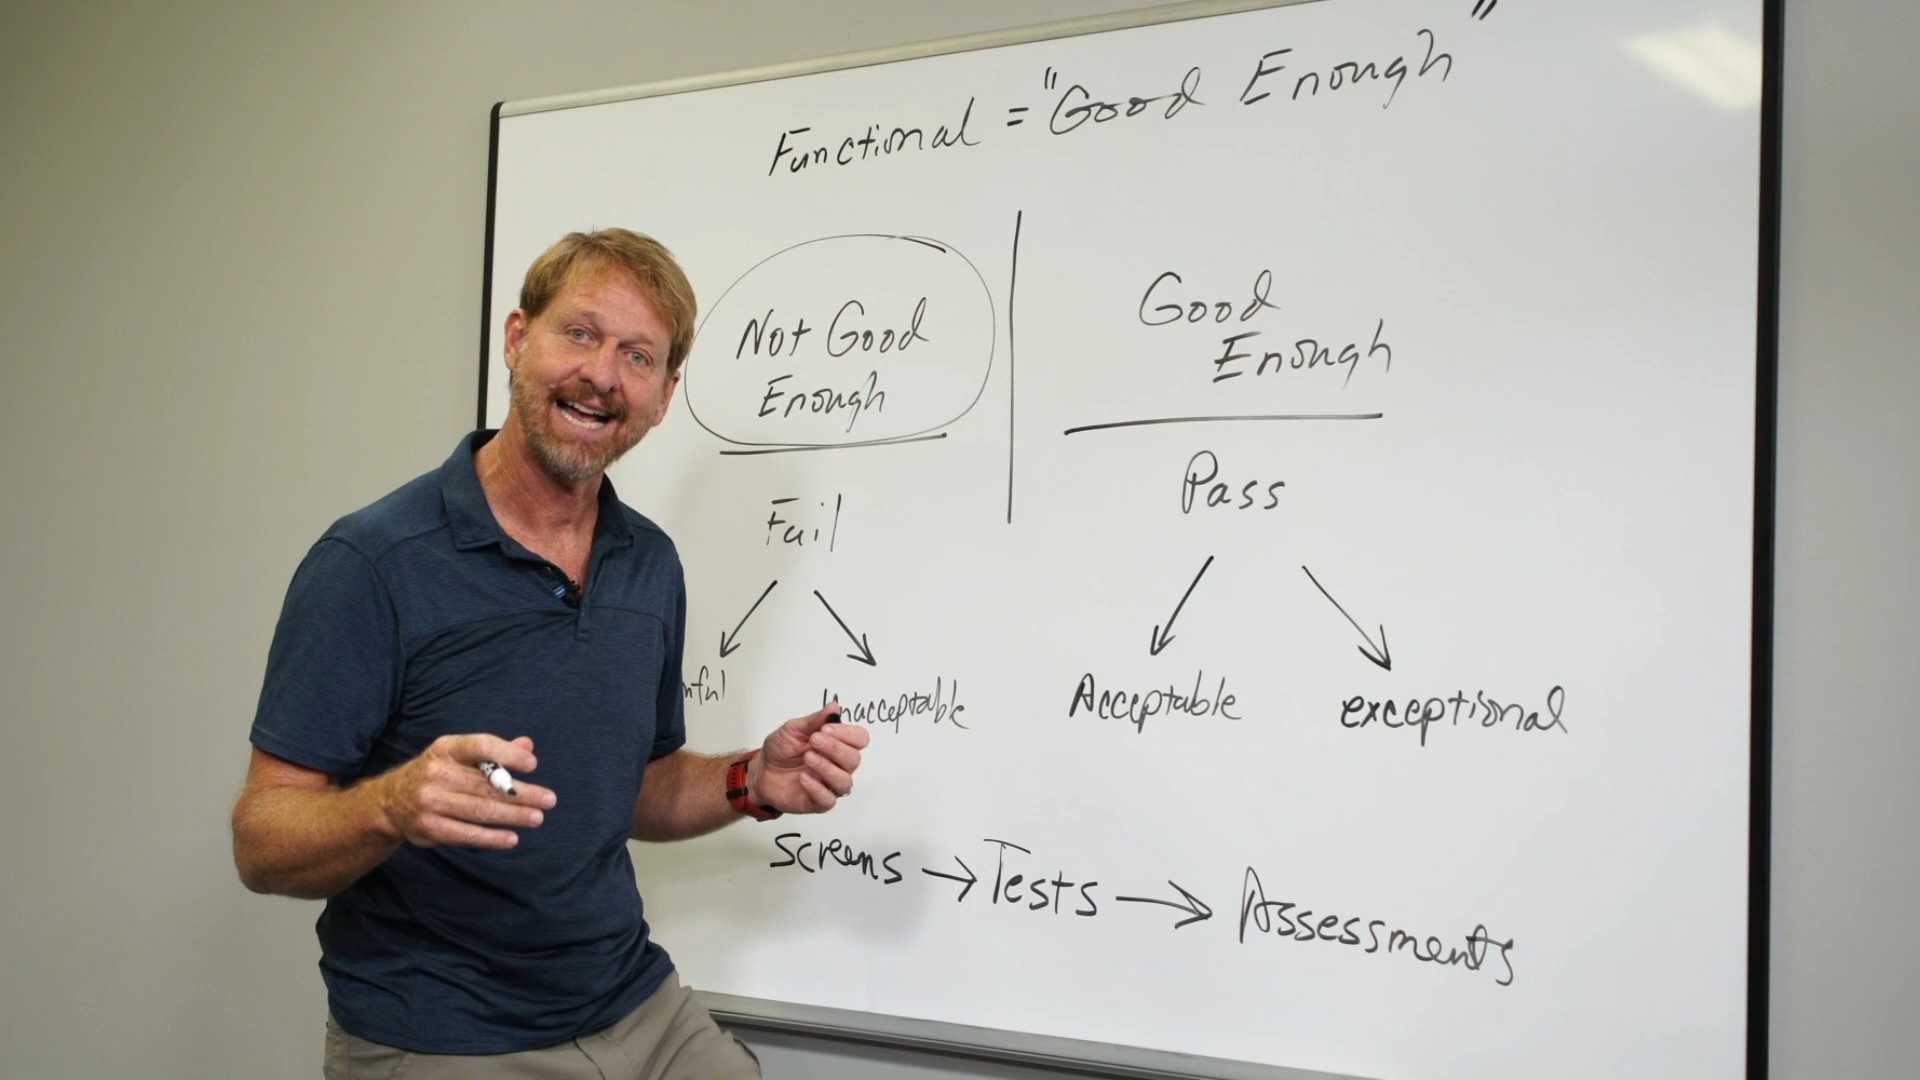 Functional = "Good Enough"
Not Good
Enough
Good
Enough
Fail
Pass
Unacceptable
Acceptable
exceptional
Screens → Tests → Assessments